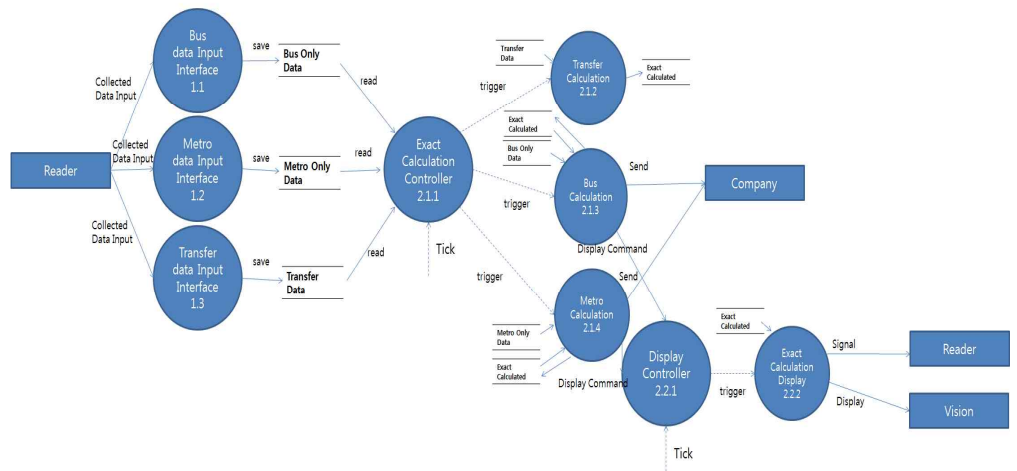 Reader
Collected
Data Input
Collected
Data Input
Collected
Data Input
Bus
data Input
Interface
1.1
Metro
data Input
Interface
1.2
Transfer
data Input
Interface
1.3
save
save
save
Bus Only
Data
Metro Only
Data
Transfer
Data
read
read
read
Exact
Calculation
Controller
2.1.1
Tick
trigger
trigger
trigger
Transfer
Data
Transfer
Calculation
2.1.2
Exact
Calculated
Exact
Calculated
Bus Only
Data
Bus
Calculation
2.1.3
Send
Company
Display Command
Send
Metro
Calculation
2.1.4
Metro Only
Data
Exact
Calculated
Display Command
Display
Controller
2.2.1
Tick
trigger
Exact
Calculated
Exact
Calculation
Display
2.2.2
Signal
Reader
Display
Vision